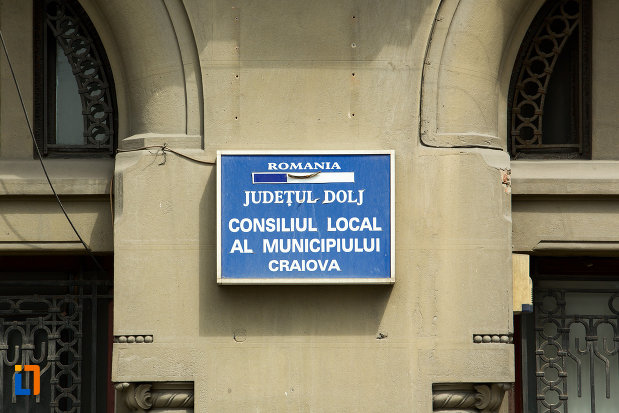 ROMANIA
JUDEȚUL DOLJ
CONSILIUL LOCAL
AL MUNICIPIULUI
CRAIOVA